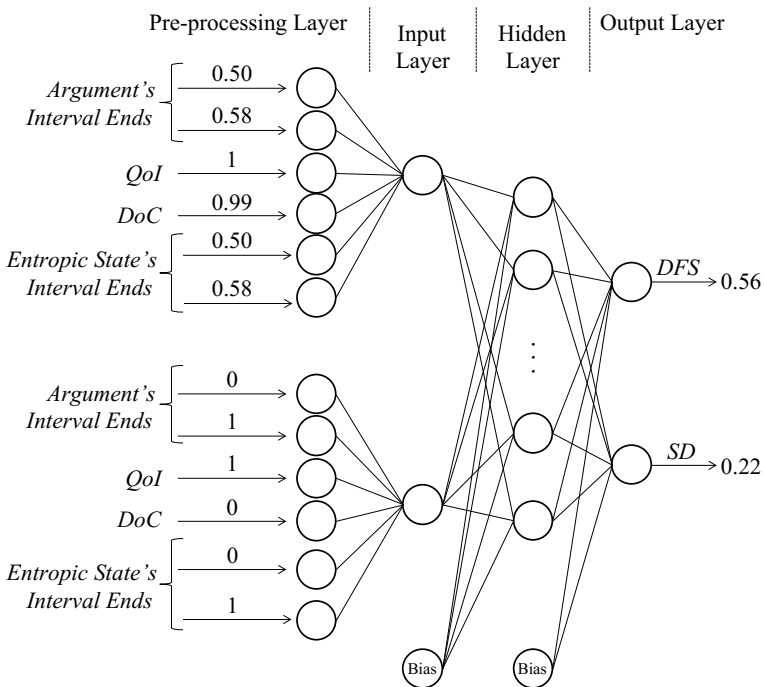 Pre-processing Layer
Input
Layer
Hidden
Layer
Output Layer
Argument's
Interval Ends
0.50
0.58
QoI
1
DoC
0.99
Entropic State's
Interval Ends
0.50
0.58
Argument's
Interval Ends
0
1
QoI
1
DoC
0
Entropic State's
Interval Ends
0
1
Bias
Bias
. . .
DFS
0.56
SD
0.22